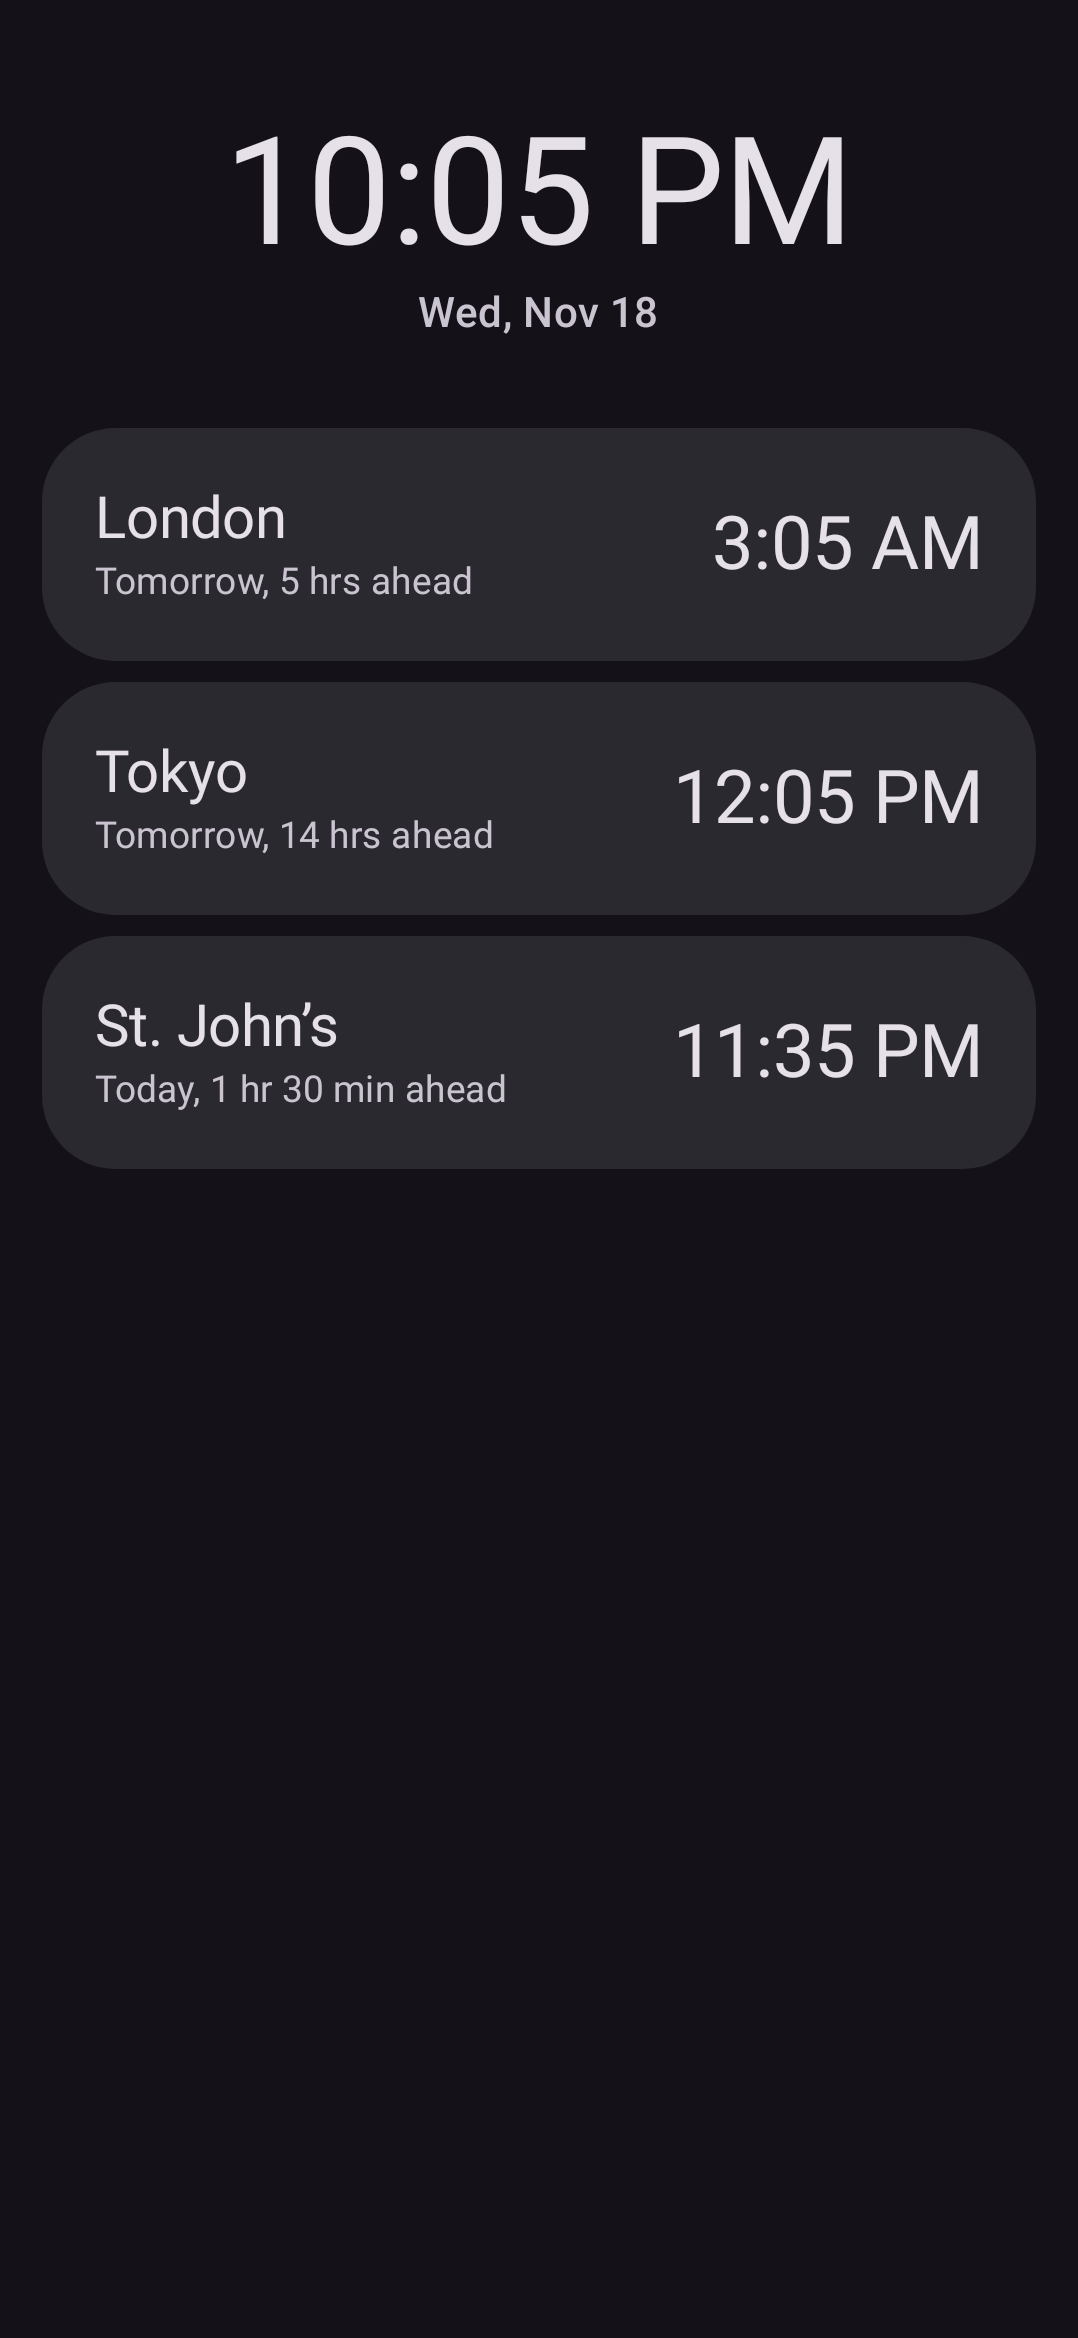 10:05 PM
Wed, Nov 18
London
Tomorrow, 5 hrs ahead
3:05 AM
Tokyo
Tomorrow, 14 hrs ahead
12:05 PM
St. John’s
Today, 1 hr 30 min ahead
11:35 PM